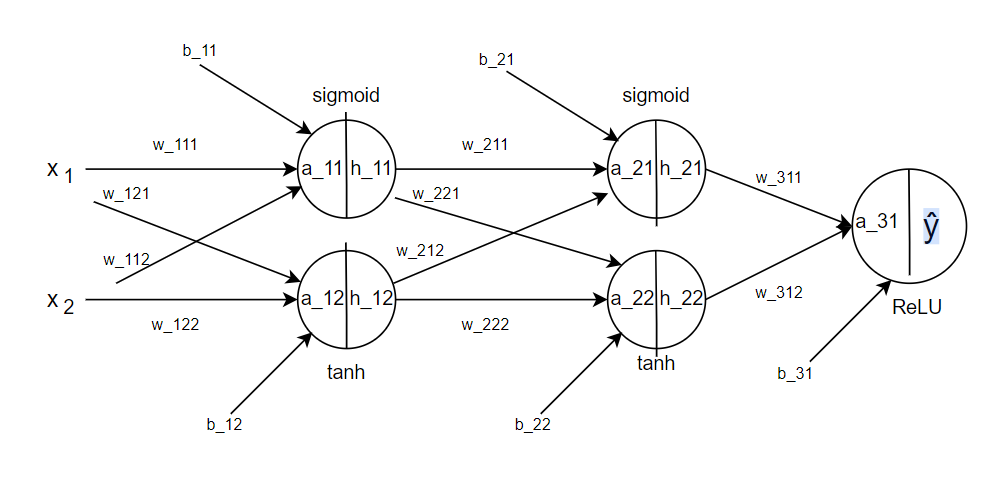 b_11
b_21
sigmoid
sigmoid
w_111
w_211
x 1
a_11
h_11
a_21
h_21
w_311
w_121
w_221
a_31
ŷ
w_112
w_212
x 2
a_12
h_12
a_22
h_22
w_312
ReLU
w_122
w_222
tanh
tanh
b_31
b_12
b_22